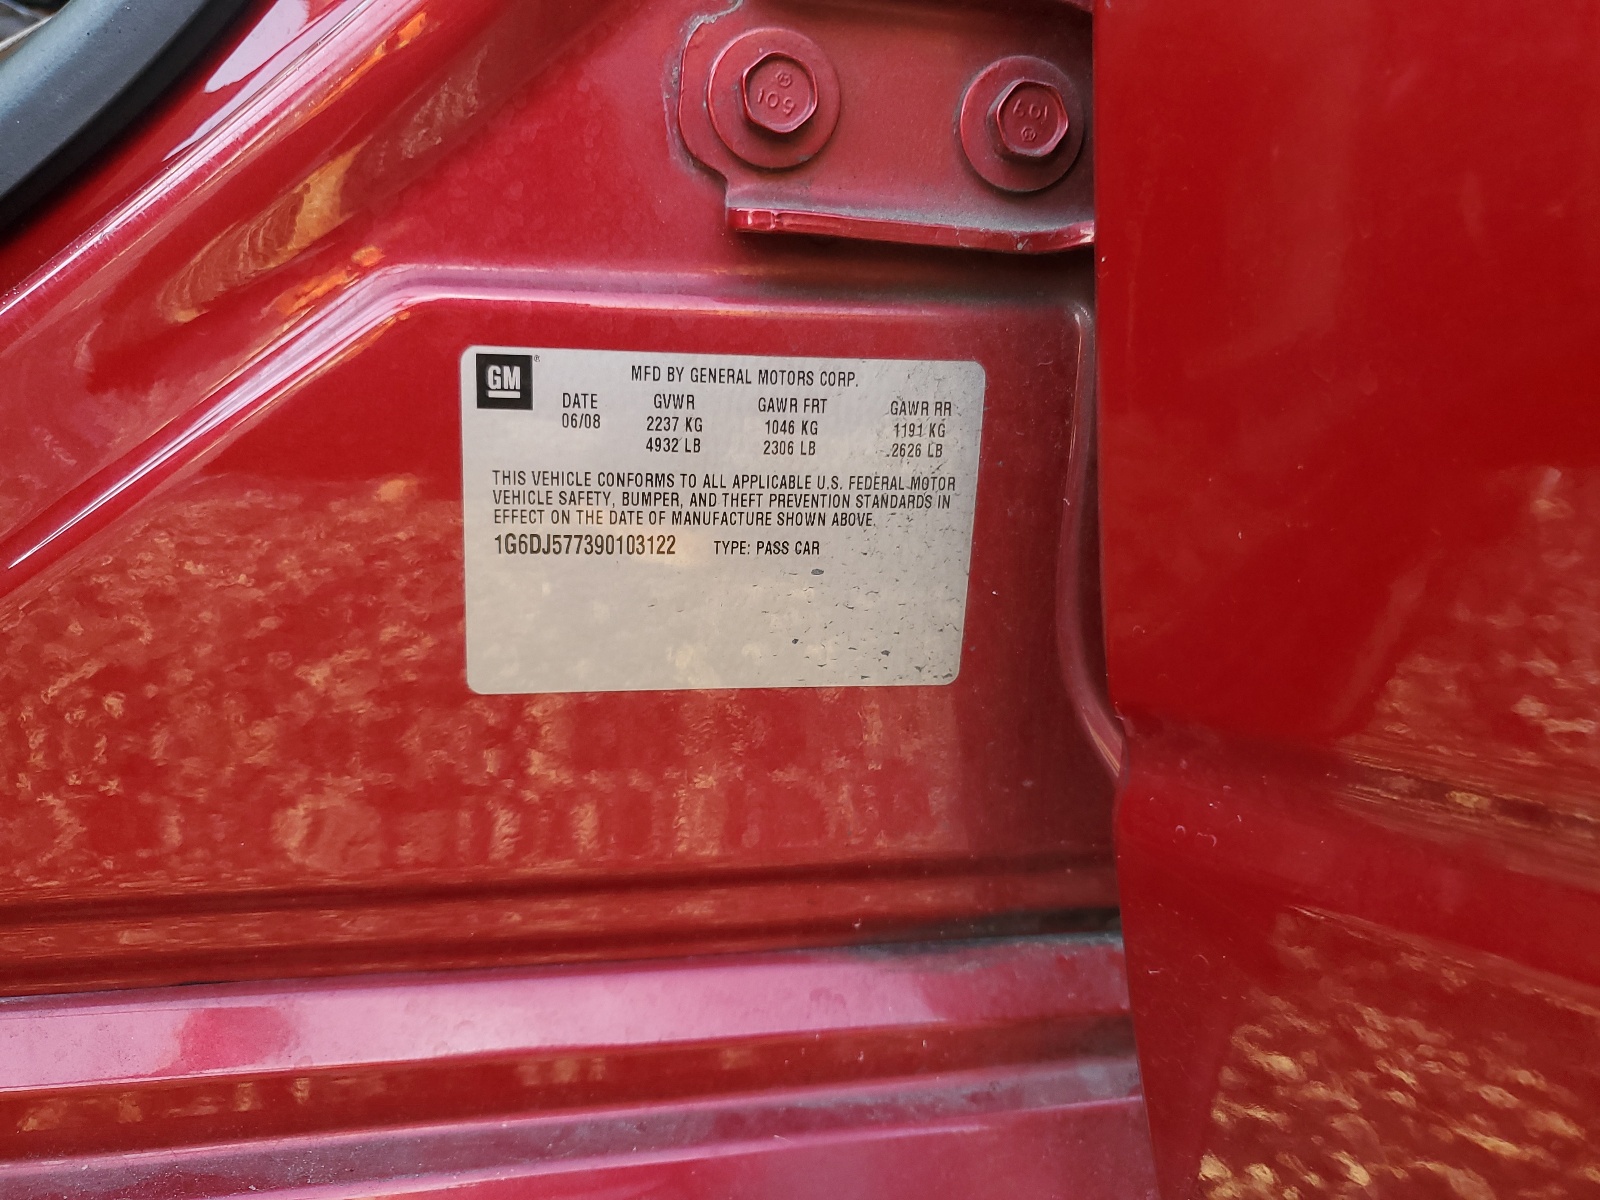 109
109
GM®
MFD BY GENERAL MOTORS CORP.
DATE GVWR GAWR FRT GAWR RR
06/08 2237 KG 1046 KG 1191 KG
4932 LB 2306 LB 2626 LB
THIS VEHICLE CONFORMS TO ALL APPLICABLE U.S. FEDERAL MOTOR
VEHICLE SAFETY, BUMPER, AND THEFT PREVENTION STANDARDS IN
EFFECT ON THE DATE OF MANUFACTURE SHOWN ABOVE.
1G6DJ577390103122 TYPE: PASS CAR